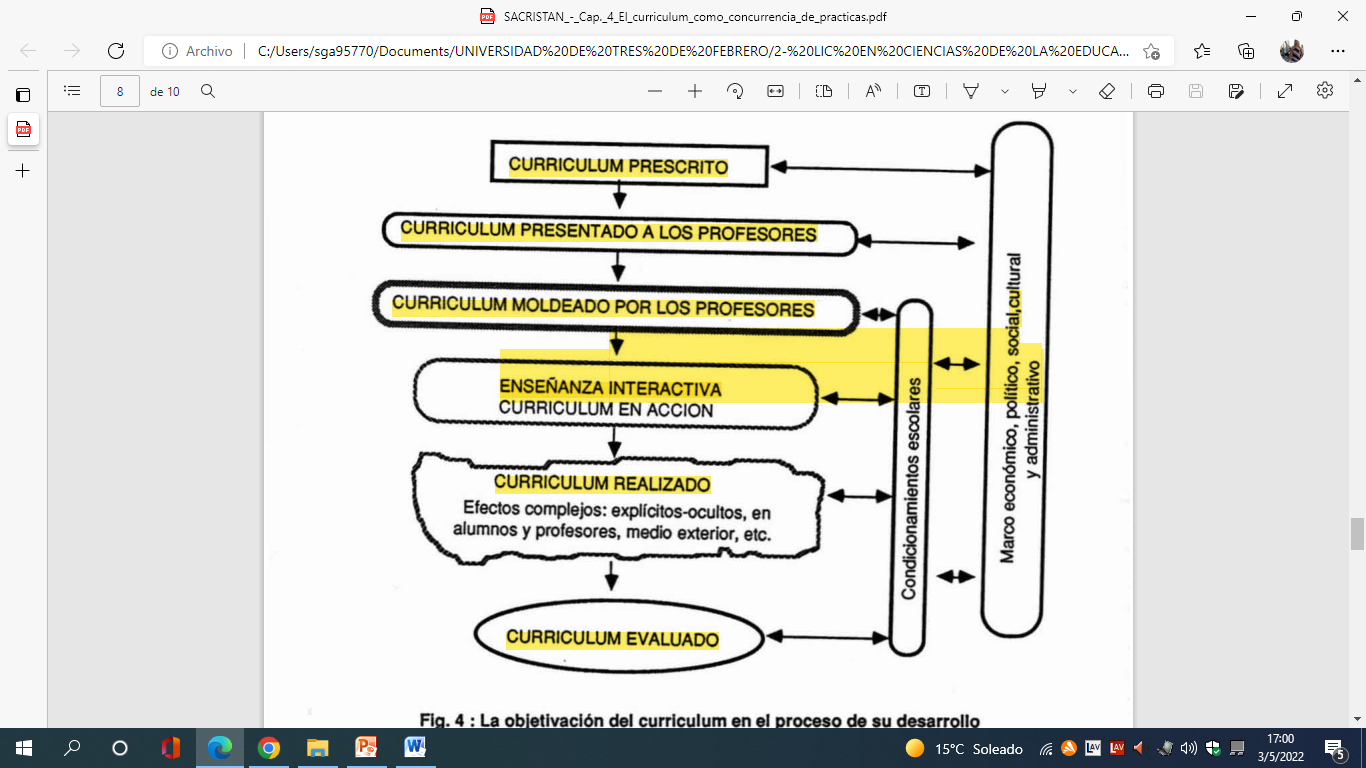 SACRISTAN_-_Cap._4_El_curriculum_como_concurrencia_de_practicas.pdf
Archivo
C:/Users/sga95770/Documents/UNIVERSIDAD%20DE%20TRES%20DE%20FEBRERO/2-%20LIC%20EN%20CIENCIAS%20DE%20LA%20EDUCA...
8
de 10
CURRICULUM PRESCRITO
CURRICULUM PRESENTADO A LOS PROFESORES
CURRICULUM MOLDEADO POR LOS PROFESORES
ENSEÑANZA INTERACTIVA
CURRICULUM EN ACCION
CURRICULUM REALIZADO
Efectos complejos: explícitos-ocultos, en
alumnos y profesores, medio exterior, etc.
CURRICULUM EVALUADO
Condicionamientos escolares
Marco económico, político, social,cultural
y administrativo
Fig. 4 : La objetivación del curriculum en el proceso de su desarrollo
15°C Soleado
LAV
LAV
17:00
3/5/2022
5